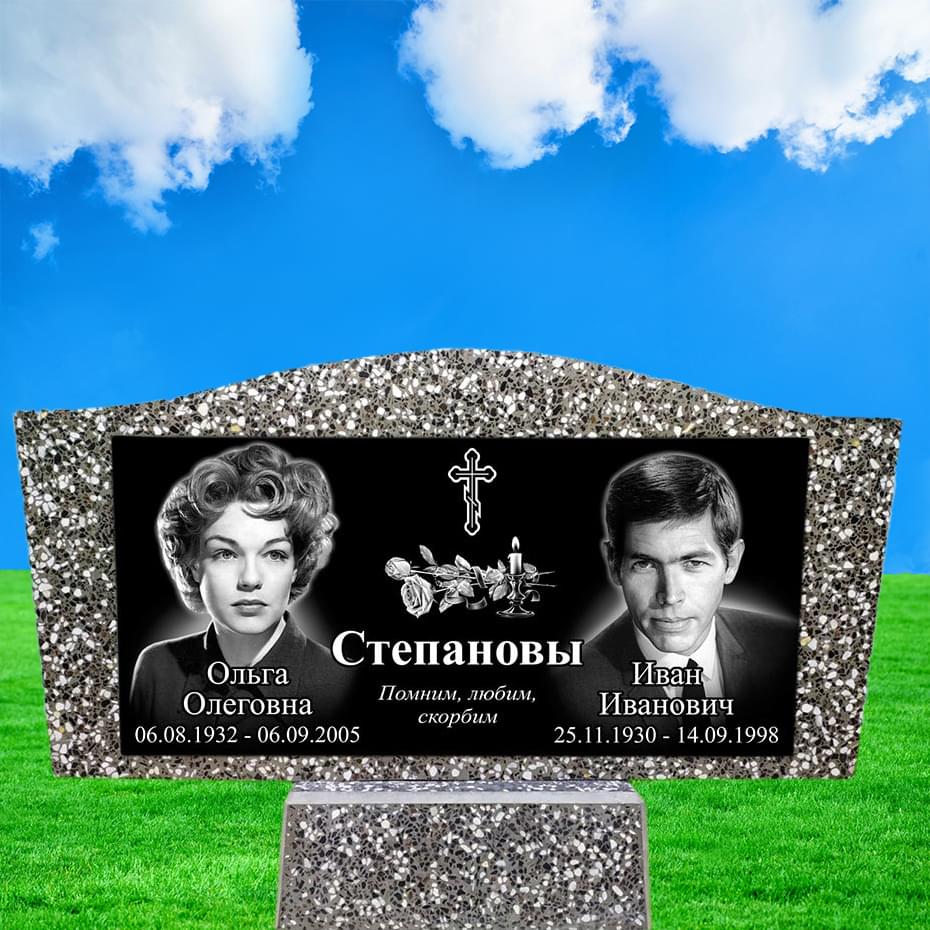 Степановы
Помним, любим,
скорбим
Ольга
Олеговна
06.08.1932 - 06.09.2005
Иван
Иванович
25.11.1930 - 14.09.1998